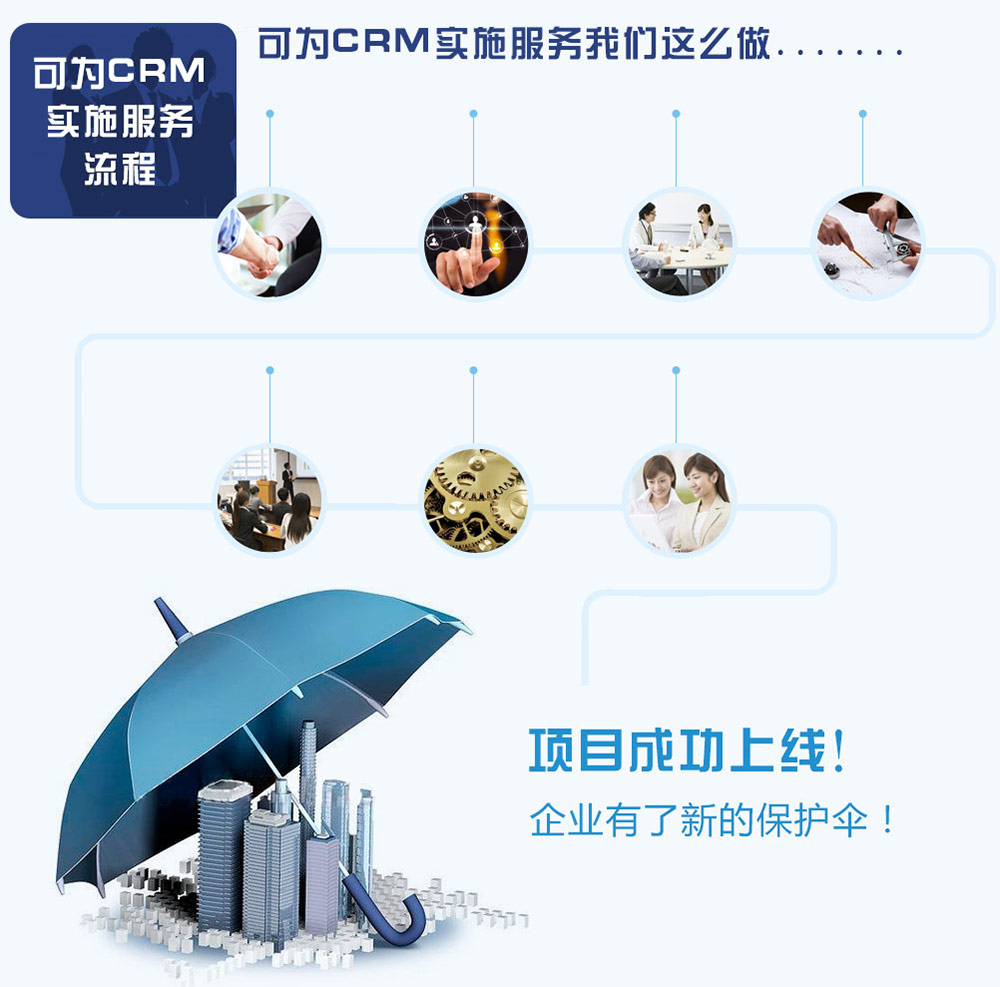 可为CRM
实施服务
流程
可为CRM实施服务我们这么做.......
项目成功上线!
企业有了新的保护伞！